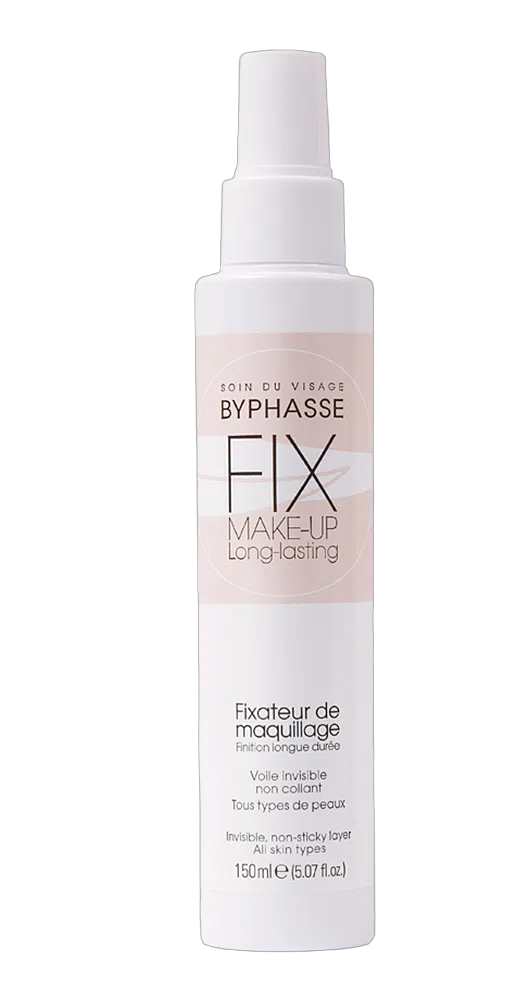 SOIN DU VISAGE
BYPHASSE
FIX
MAKE-UP
Long-lasting
Fixateur de
maquillage
Finition longue durée
Voile invisible
non collant
Tous types de peaux
Invisible, non-sticky layer
All skin types
150ml ℮ (5.07 fl.oz.)